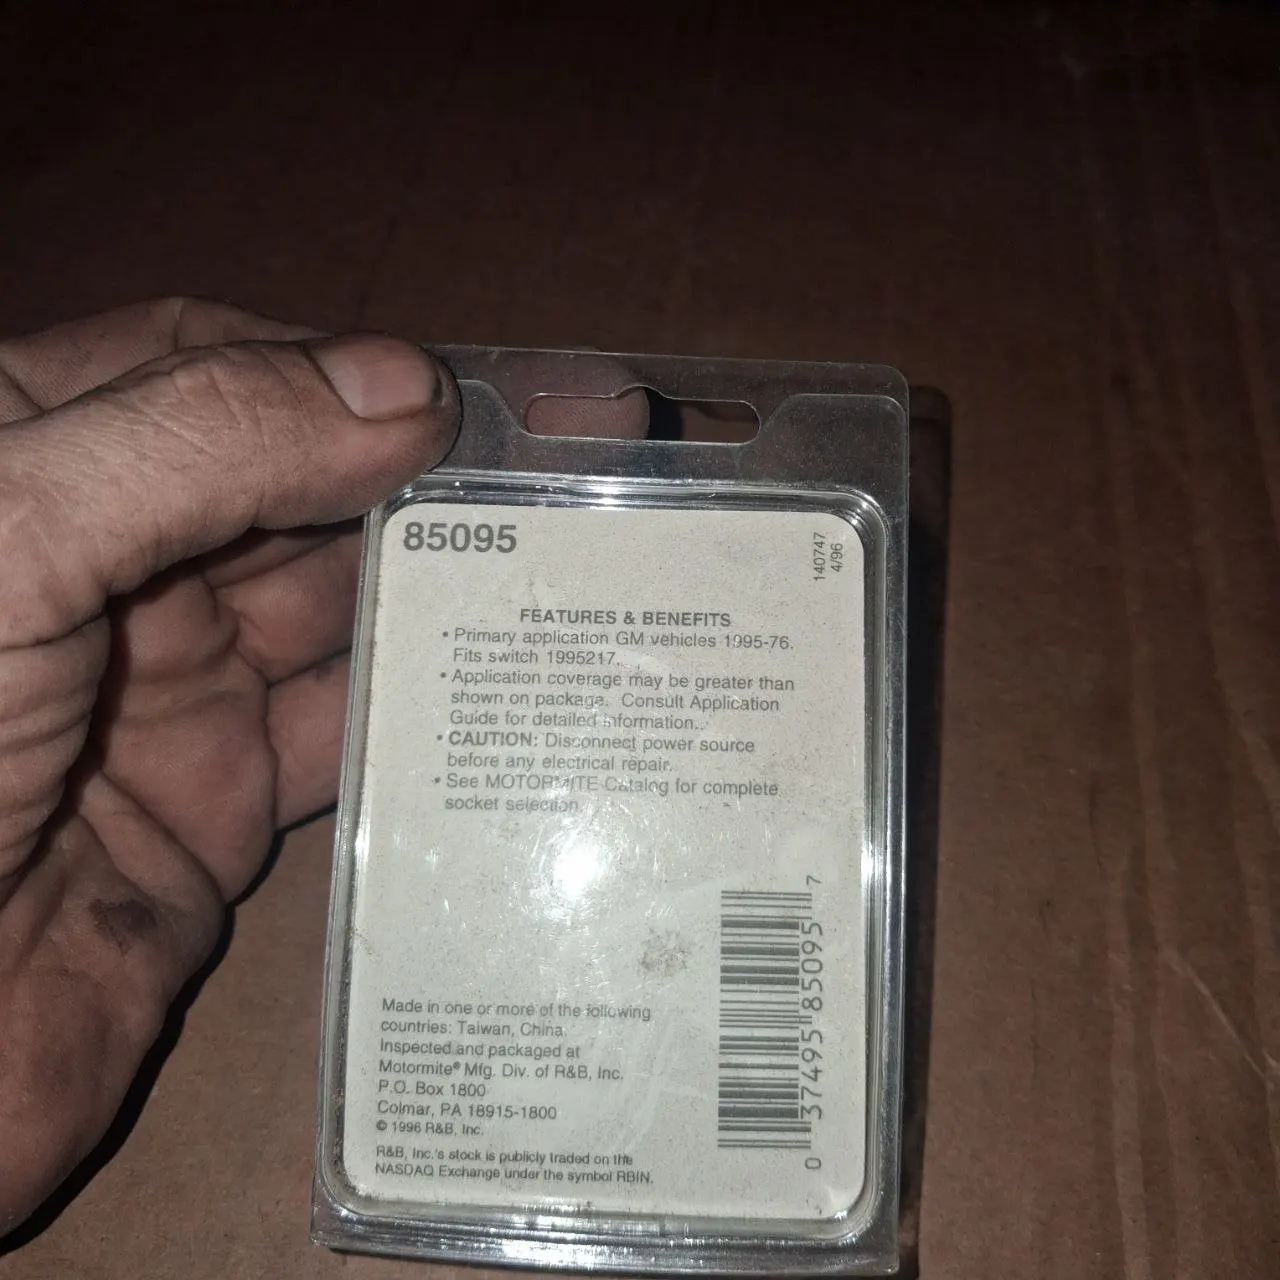 85095
140747
4/96
FEATURES & BENEFITS
• Primary application GM vehicles 1995-76.
Fits switch 1995217.
• Application coverage may be greater than
shown on package. Consult Application
Guide for detailed information.
• CAUTION: Disconnect power source
before any electrical repair.
• See MOTORMITE Catalog for complete
socket selection.
Made in one or more of the following
countries: Taiwan, China.
Inspected and packaged at
Motormite® Mfg. Div. of R&B, Inc.
P.O. Box 1800
Colmar, PA 18915-1800
© 1996 R&B, Inc.
R&B, Inc.'s stock is publicly traded on the
NASDAQ Exchange under the symbol RBIN.
0 37495 85095 7